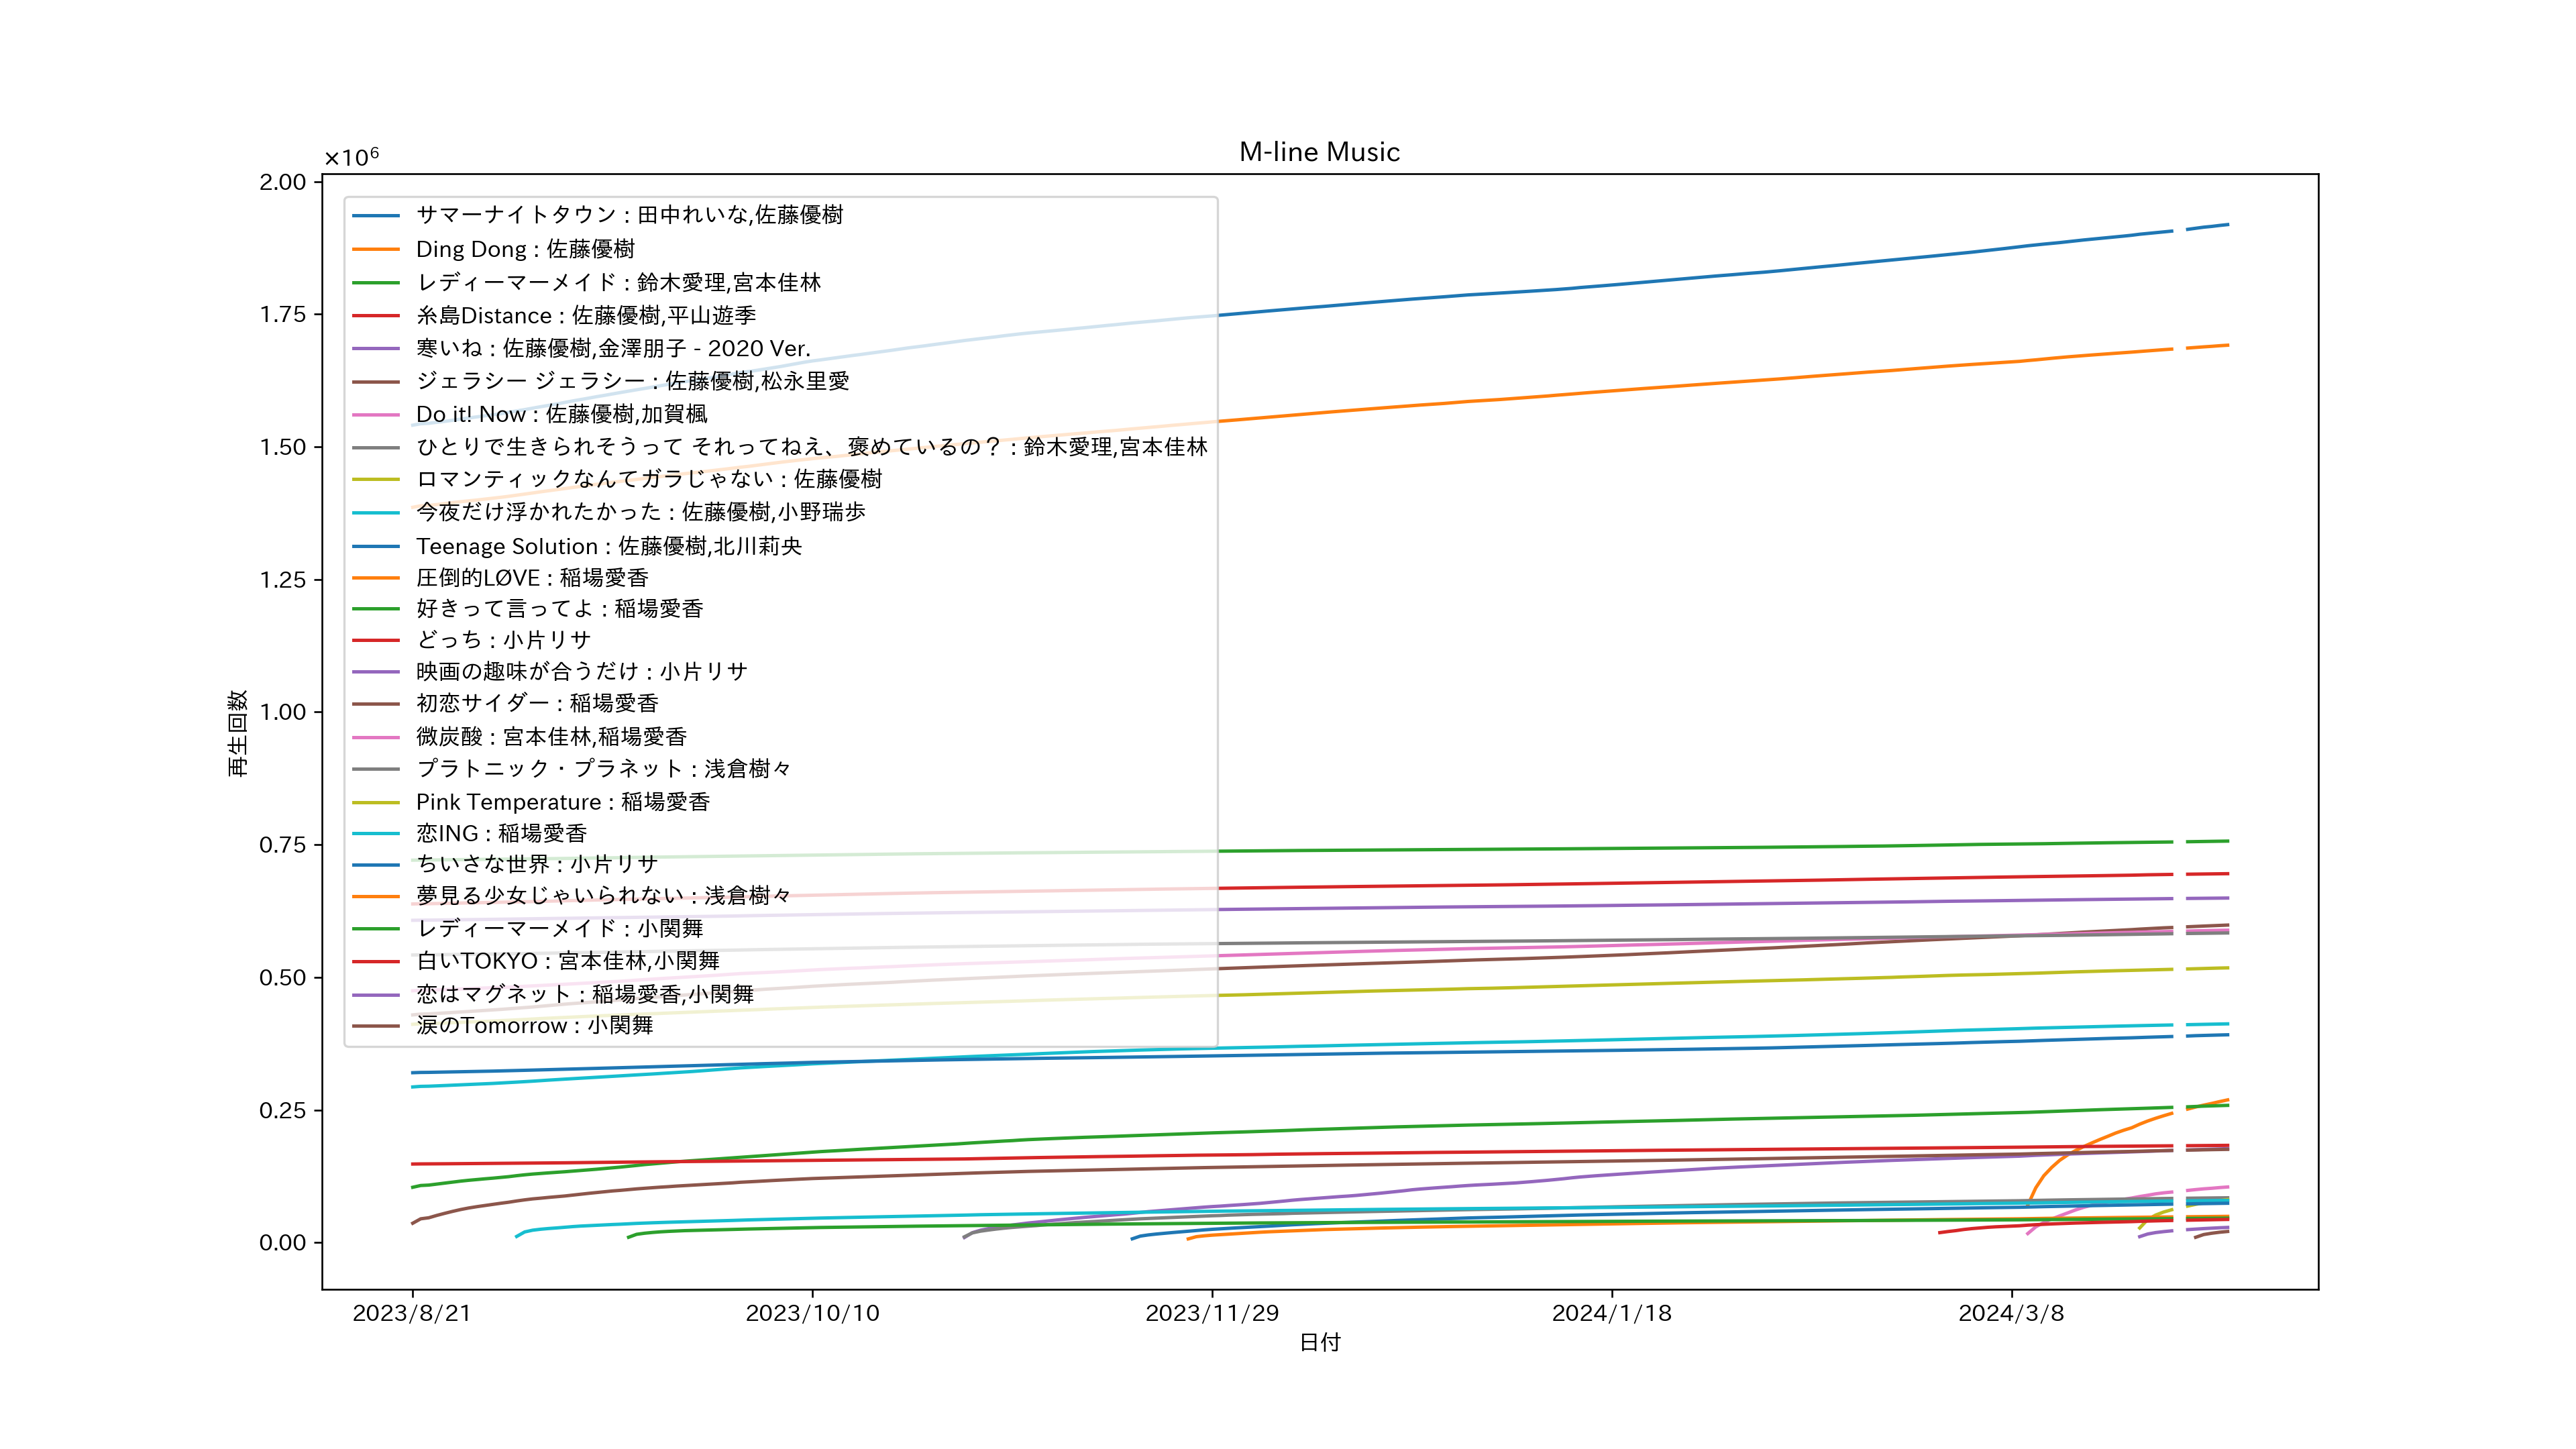 M-line Music
×10⁶
2.00
1.75
1.50
1.25
1.00
0.75
0.50
0.25
0.00
再生回数
サマーナイトタウン : 田中れいな,佐藤優樹
Ding Dong : 佐藤優樹
レディーマーメイド : 鈴木愛理,宮本佳林
糸島Distance : 佐藤優樹,平山遊季
寒いね : 佐藤優樹,金澤朋子 - 2020 Ver.
ジェラシー ジェラシー : 佐藤優樹,松永里愛
Do it! Now : 佐藤優樹,加賀楓
ひとりで生きられそうって それってねえ、褒めているの？ : 鈴木愛理,宮本佳林
ロマンティックなんてガラじゃない : 佐藤優樹
今夜だけ浮かれたかった : 佐藤優樹,小野瑞歩
Teenage Solution : 佐藤優樹,北川莉央
圧倒的LØVE : 稲場愛香
好きって言ってよ : 稲場愛香
どっち : 小片リサ
映画の趣味が合うだけ : 小片リサ
初恋サイダー : 稲場愛香
微炭酸 : 宮本佳林,稲場愛香
プラトニック・プラネット : 浅倉樹々
Pink Temperature : 稲場愛香
恋ING : 稲場愛香
ちいさな世界 : 小片リサ
夢見る少女じゃいられない : 浅倉樹々
レディーマーメイド : 小関舞
白いTOKYO : 宮本佳林,小関舞
恋はマグネット : 稲場愛香,小関舞
涙のTomorrow : 小関舞
2023/8/21
2023/10/10
2023/11/29
2024/1/18
2024/3/8
日付